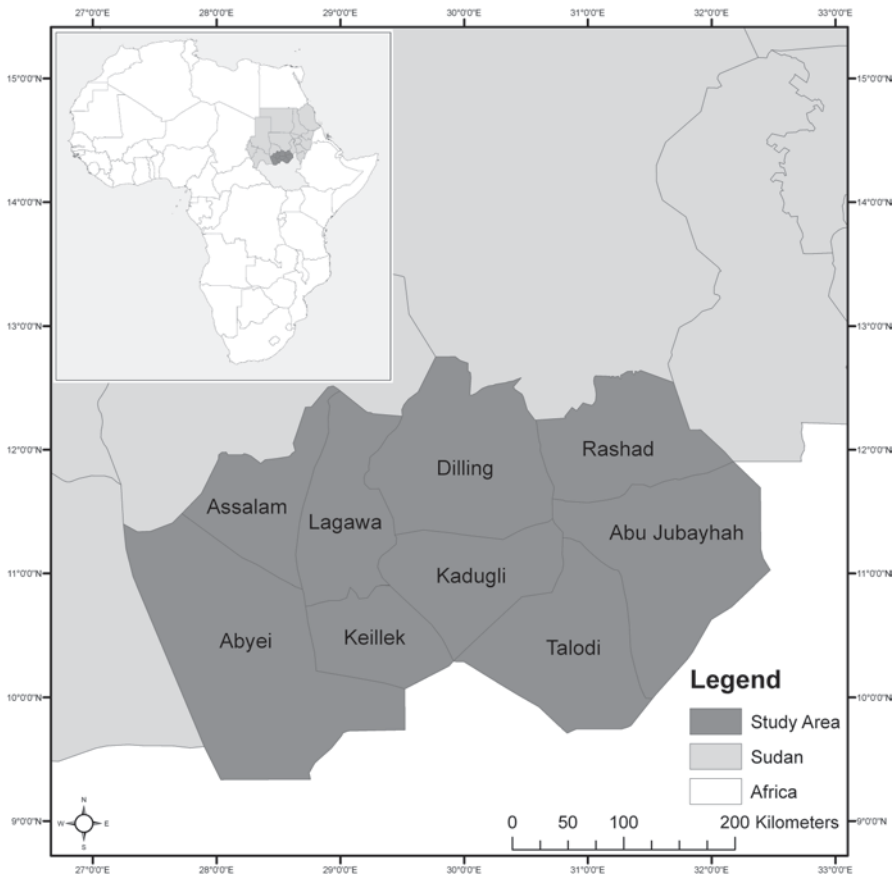 27°0'0"E 28°0'0"E 29°0'0"E 30°0'0"E 31°0'0"E 32°0'0"E 33°0'0"E
15°0'0"N 15°0'0"N
14°0'0"N 14°0'0"N
13°0'0"N 13°0'0"N
12°0'0"N 12°0'0"N
Rashad
Dilling
Assalam
Lagawa
Abu Jubayhah
11°0'0"N 11°0'0"N
Kadugli
Abyei
Keillek
Talodi
10°0'0"N 10°0'0"N
Legend
Study Area
Sudan
Africa
N
W E
S
9°0'0"N 9°0'0"N
0 50 100 200 Kilometers
27°0'0"E 28°0'0"E 29°0'0"E 30°0'0"E 31°0'0"E 32°0'0"E 33°0'0"E